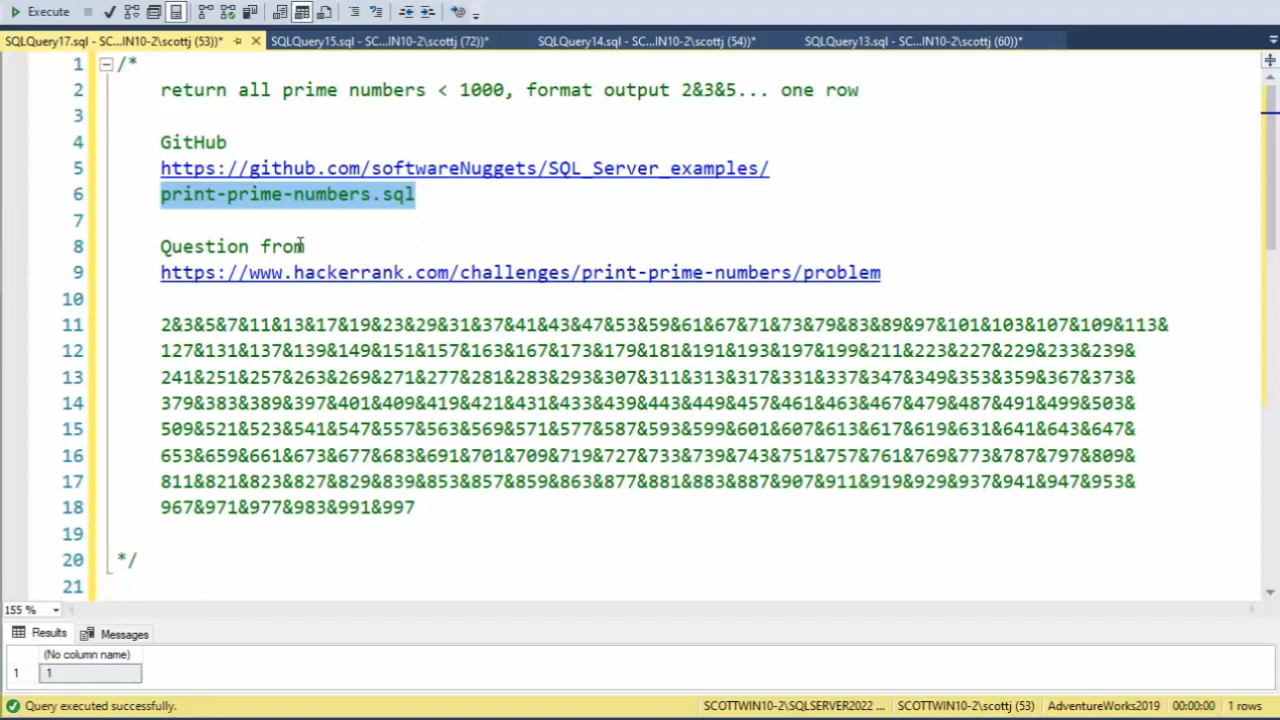 Execute
SQLQuery17.sql - SC...IN10-2\scottj (53))*
SQLQuery15.sql - SC...IN10-2\scottj (72))*
SQLQuery14.sql - SC...IN10-2\scottj (54))*
SQLQuery13.sql - SC...IN10-2\scottj (60))*
1 /*
2 return all prime numbers < 1000, format output 2&3&5... one row
3
4 GitHub
5 https://github.com/softwareNuggets/SQL_Server_examples/
6 print-prime-numbers.sql
7
8 Question from
9 https://www.hackerrank.com/challenges/print-prime-numbers/problem
10
11 2&3&5&7&11&13&17&19&23&29&31&37&41&43&47&53&59&61&67&71&73&79&83&89&97&101&103&107&109&113&
12 127&131&137&139&149&151&157&163&167&173&179&181&191&193&197&199&211&223&227&229&233&239&
13 241&251&257&263&269&271&277&281&283&293&307&311&313&317&331&337&347&349&353&359&367&373&
14 379&383&389&397&401&409&419&421&431&433&439&443&449&457&461&463&467&479&487&491&499&503&
15 509&521&523&541&547&557&563&569&571&577&587&593&599&601&607&613&617&619&631&641&643&647&
16 653&659&661&673&677&683&691&701&709&719&727&733&739&743&751&757&761&769&773&787&797&809&
17 811&821&823&827&829&839&853&857&859&863&877&881&883&887&907&911&919&929&937&941&947&953&
18 967&971&977&983&991&997
19
20 */
21
155 %
Results Messages
(No column name)
1 1
Query executed successfully. SCOTTWIN10-2\SQLSERVER2022 ... SCOTTWIN10-2\scottj (53) AdventureWorks2019 00:00:00 1 rows